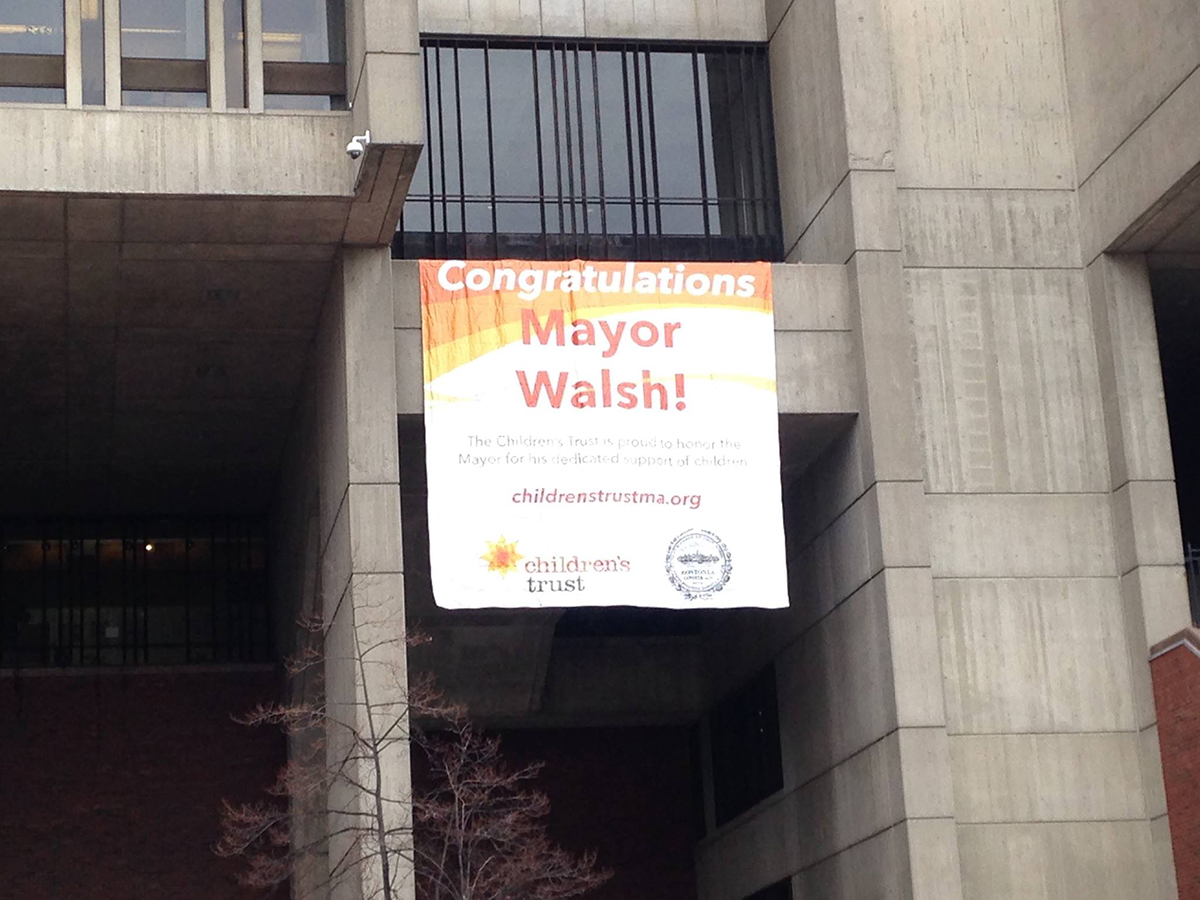 Congratulations
Mayor
Walsh!
The Children's Trust is proud to honor the
Mayor for his dedicated support of children
childrenstrustma.org
children's
trust
BOSTONIA